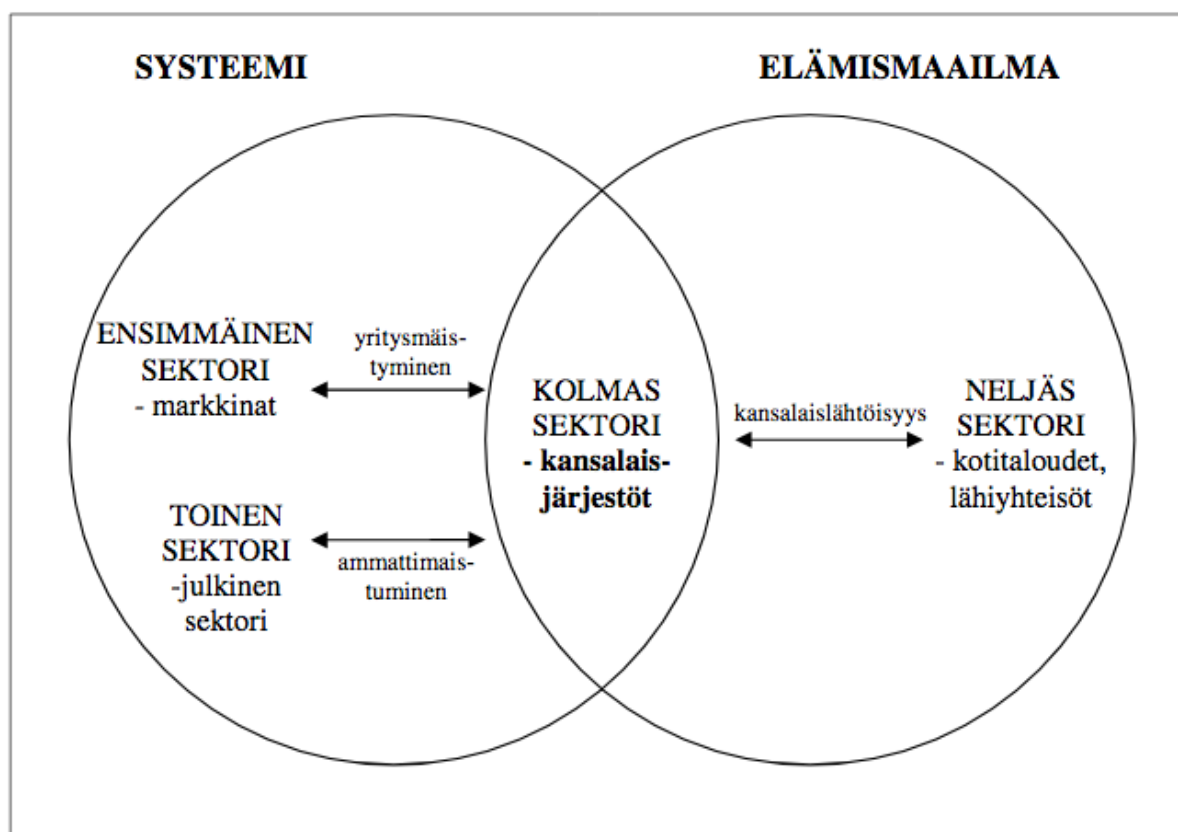 SYSTEEMI
ELÄMISMAAILMA
ENSIMMÄINEN
SEKTORI
- markkinat
yritysmäis-
tyminen
TOINEN
SEKTORI
-julkinen
sektori
ammattimais-
tuminen
KOLMAS
SEKTORI
- kansalais-
järjestöt
kansalaislähtöisyys
NELJÄS
SEKTORI
- kotitaloudet,
lähiyhteisöt